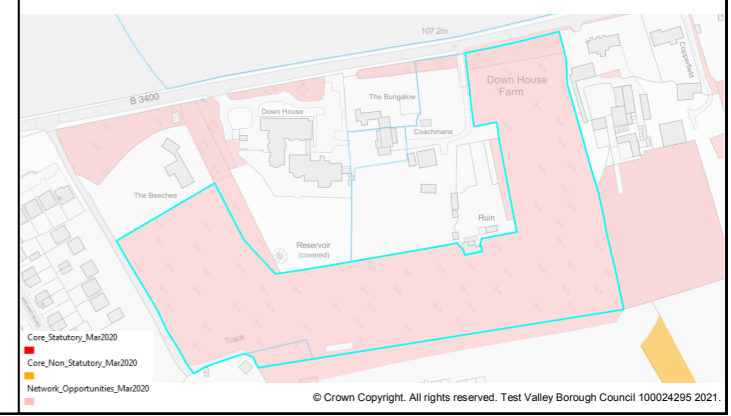 107.2m
B 3400
Down House
Farm
Copperfield
The Bungalow
Down House
Coachmans
The Beeches
Ruin
Reservoir
(covered)
Track
Core_Statutory_Mar2020
Core_Non_Statutory_Mar2020
Network_Opportunities_Mar2020
© Crown Copyright. All rights reserved. Test Valley Borough Council 100024295 2021.